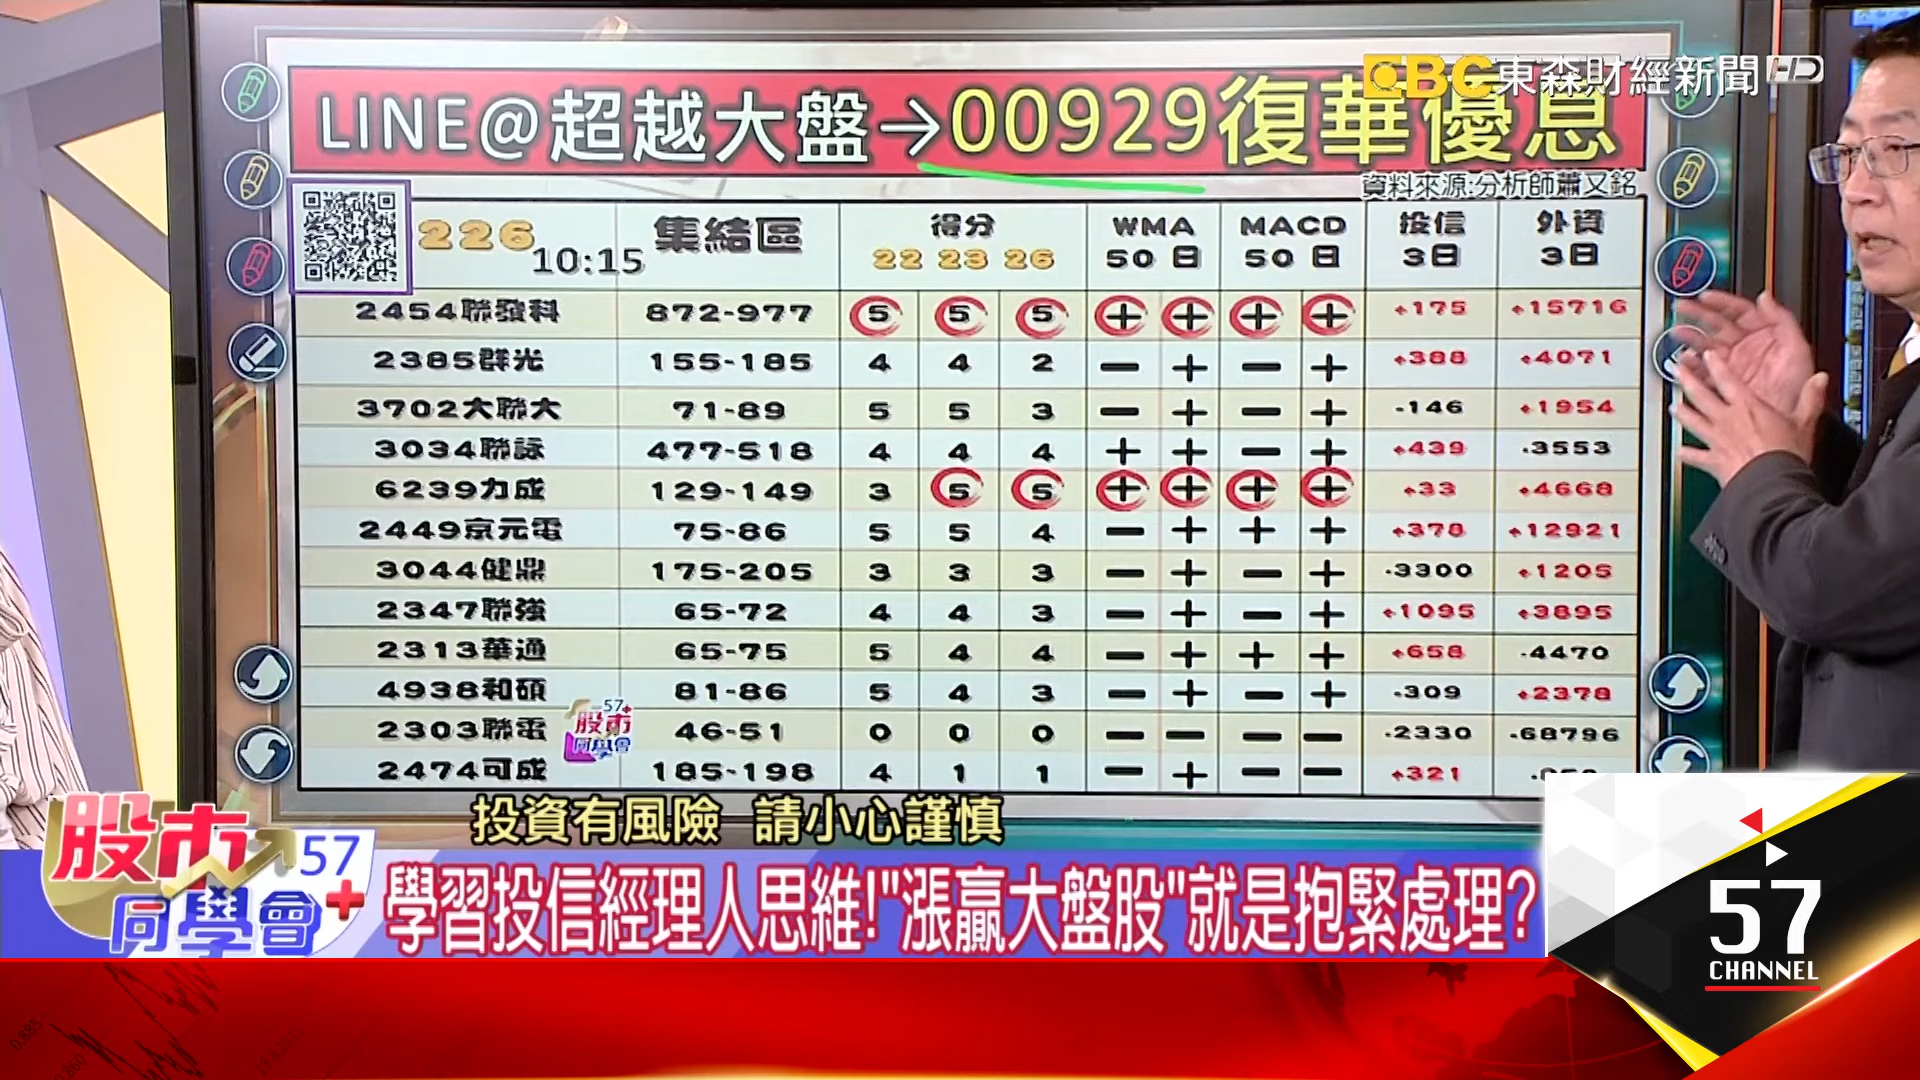 LINE@超越大盤→00929復華優息
EBC東森財經新聞HD
資料來源:分析師蕭又銘
226 10:15 集結區 得分 22 23 26 WMA 50日 MACD 50日 投信 3日 外資 3日
2454聯發科 872-977 5 5 5 + + + + +175 +15716
2385群光 155-185 4 4 2 — + — + +388 +4071
3702大聯大 71-89 5 5 3 — + — + -146 +1954
3034聯詠 477-518 4 4 4 + + — + +439 -3553
6239力成 129-149 3 5 5 + + + + +33 +4668
2449京元電 75-86 5 5 4 — + + + +378 +12921
3044健鼎 175-205 3 3 3 — + — + -3300 +1205
2347聯強 65-72 4 4 3 — + — + +1095 +3895
2313華通 65-75 5 4 4 — + + + +658 -4470
4938和碩 81-86 5 4 3 — + — + -309 +2378
2303聯電 46-51 0 0 0 — — — — -2330 -68796
2474可成 185-198 4 1 1 — + — — +321
57+
股市
同學會
投資有風險 請小心謹慎
股市57
同學會+
學習投信經理人思維!"漲贏大盤股"就是抱緊處理?
57
CHANNEL